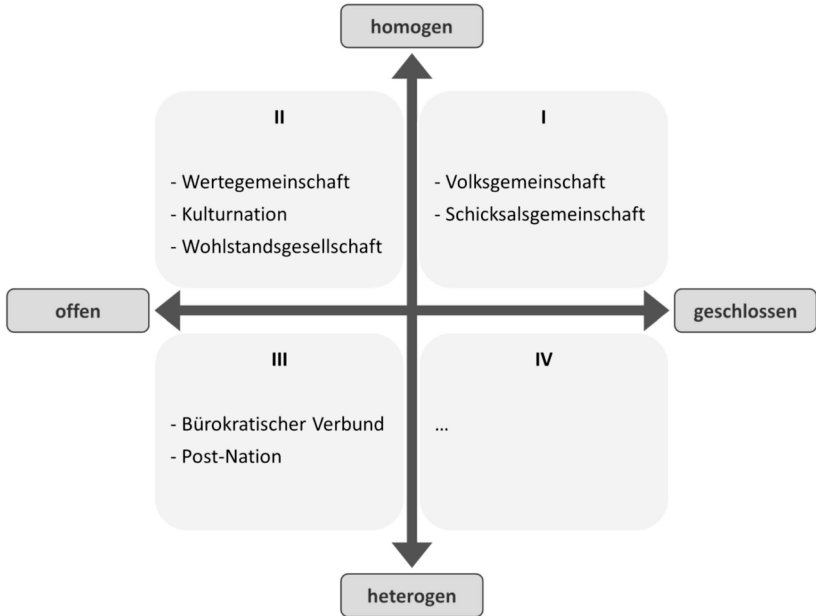 homogen
II
- Wertegemeinschaft
- Kulturnation
- Wohlstandsgesellschaft
I
- Volksgemeinschaft
- Schicksalsgemeinschaft
offen
geschlossen
III
- Bürokratischer Verbund
- Post-Nation
IV
...
heterogen